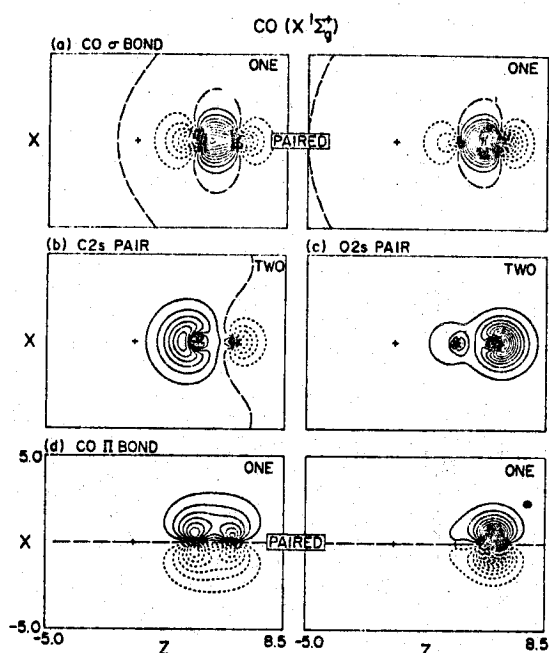 CO (X ¹Σ⁺g)
(a) CO σ BOND
ONE
ONE
X
PAIRED
(b) C2s PAIR
TWO
(c) O2s PAIR
TWO
X
(d) CO Π BOND
5.0
ONE
ONE
X
PAIRED
-5.0
-5.0
Z
8.5
-5.0
Z
8.5